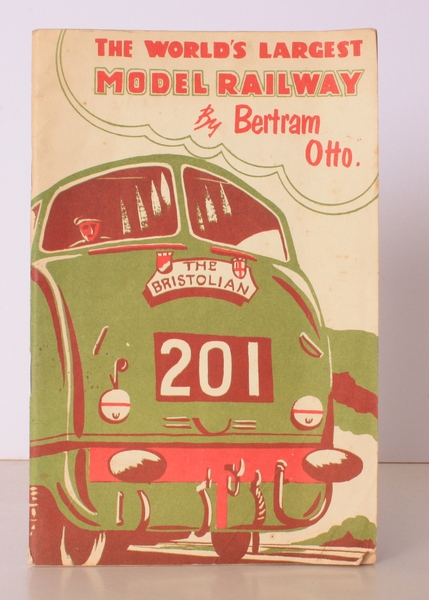 THE WORLD'S LARGEST
MODEL RAILWAY
By Bertram
Otto.
THE
BRISTOLIAN
201